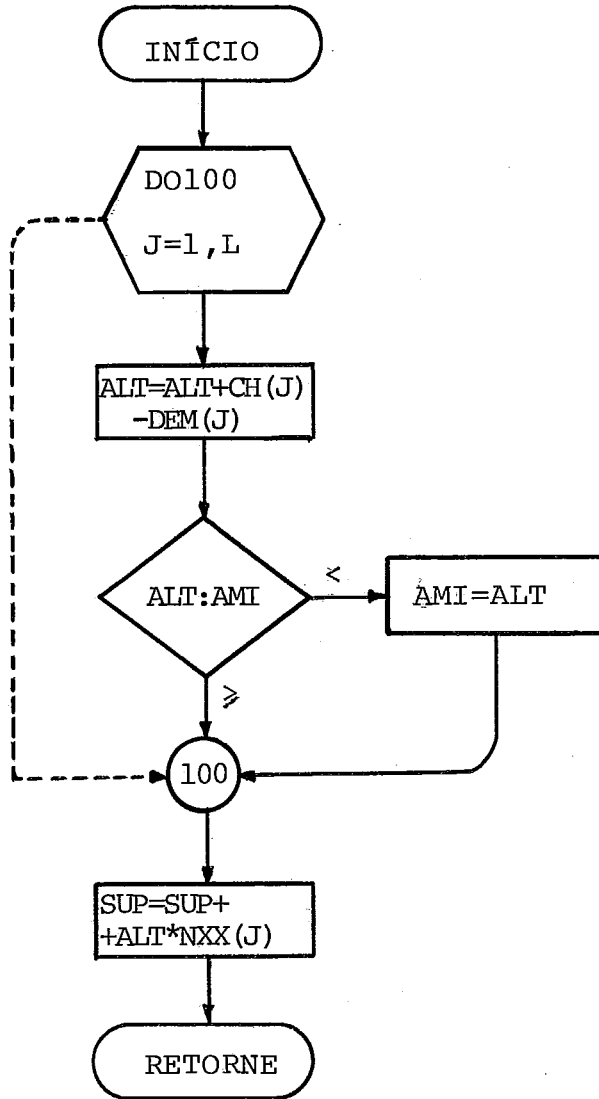 INÍCIO
DO100
J=1,L
ALT=ALT+CH(J)
-DEM(J)
ALT:AMI
<
AMI=ALT
≥
100
SUP=SUP+
+ALT*NXX(J)
RETORNE